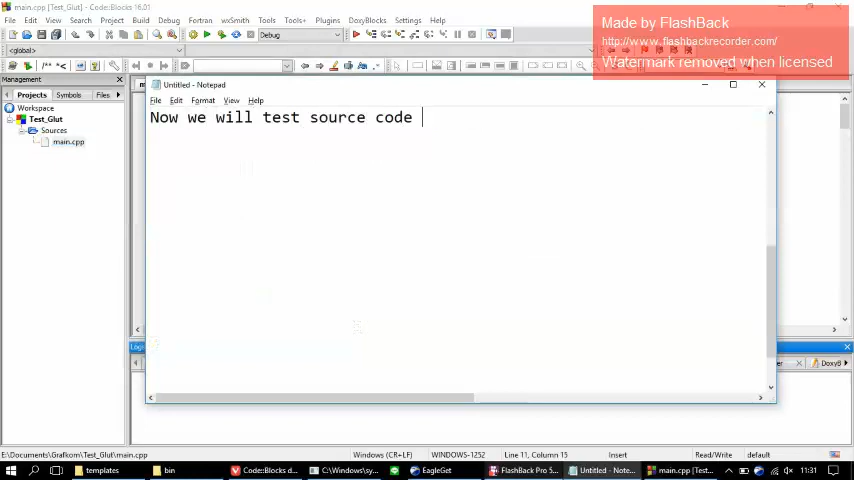 main.cpp [Test_Glut] - Code::Blocks 16.01
File Edit View Search Project Build Debug Fortran wxSmith Tools Tools+ Plugins DoxyBlocks Settings Help
Debug
<global>
/** *<
Management
Projects Symbols Files
Workspace
Test_Glut
Sources
main.cpp
Made by FlashBack
http://www.flashbackrecorder.com/
Watermark removed when licensed
Untitled - Notepad
File Edit Format View Help
Now we will test source code
DoxyB
E:\Documents\Grafkom\Test_Glut\main.cpp Windows (CR+LF) WINDOWS-1252 Line 11, Column 15 Insert Read/Write default
templates bin Code::Blocks d... C:\Windows\sy... EagleGet FlashBack Pro 5... Untitled - Note... main.cpp [Test... 11:31